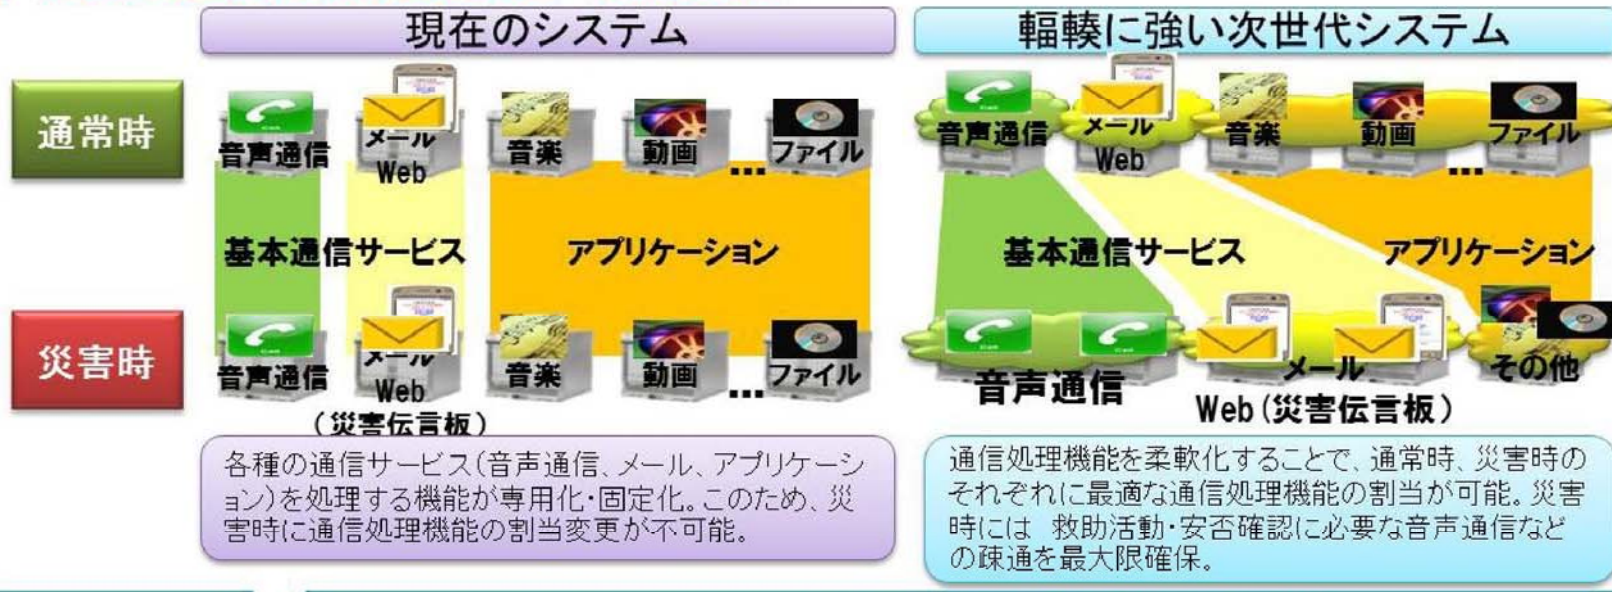 現在のシステム
輻輳に強い次世代システム
通常時
音声通信
メール
Web
音楽
動画
...
ファイル
音声通信
メール
Web
音楽
動画
...
ファイル
基本通信サービス
アプリケーション
基本通信サービス
アプリケーション
災害時
音声通信
メール
Web
(災害伝言板)
音楽
動画
...
ファイル
音声通信
メール
Web(災害伝言板)
その他
各種の通信サービス(音声通信、メール、アプリケーシ
ョン)を処理する機能が専用化・固定化。このため、災
害時に通信処理機能の割当変更が不可能。
通信処理機能を柔軟化することで、通常時、災害時の
それぞれに最適な通信処理機能の割当が可能。災害
時には 救助活動・安否確認に必要な音声通信など
の疎通を最大限確保。